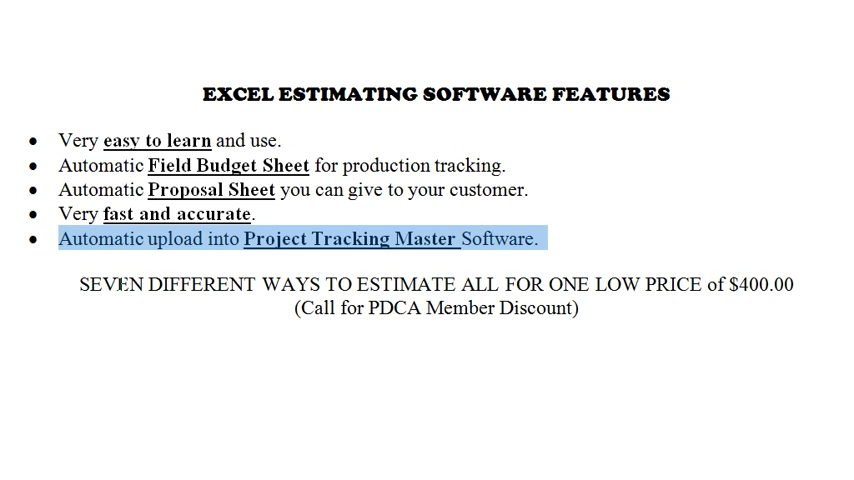 EXCEL ESTIMATING SOFTWARE FEATURES
• Very easy to learn and use.
• Automatic Field Budget Sheet for production tracking.
• Automatic Proposal Sheet you can give to your customer.
• Very fast and accurate.
• Automatic upload into Project Tracking Master Software.
SEVEN DIFFERENT WAYS TO ESTIMATE ALL FOR ONE LOW PRICE of $400.00
(Call for PDCA Member Discount)